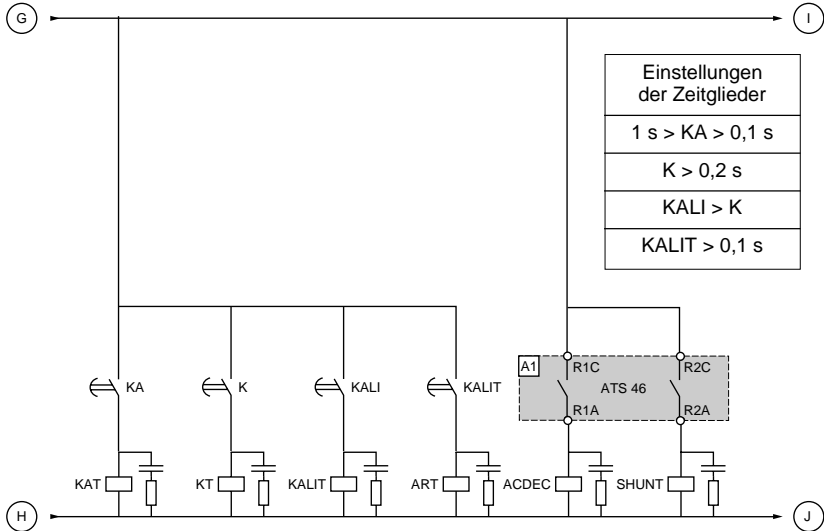 G
I
Einstellungen
der Zeitglieder
1 s > KA > 0,1 s
K > 0,2 s
KALI > K
KALIT > 0,1 s
A1
R1C
R2C
KA
K
KALI
KALIT
ATS 46
R1A
R2A
KAT
KT
KALIT
ART
ACDEC
SHUNT
H
J